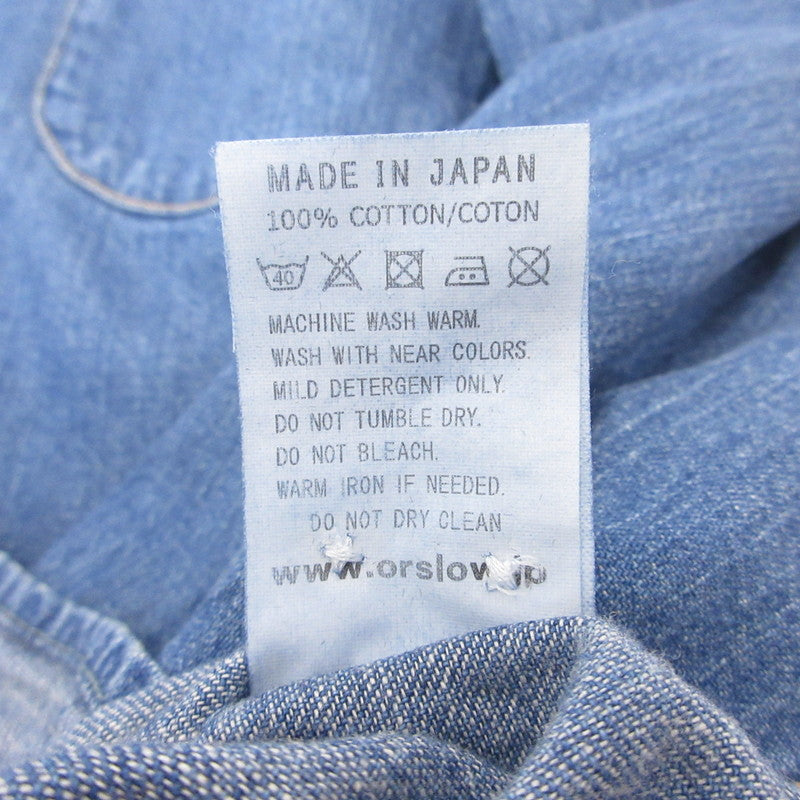 MADE IN JAPAN
100% COTTON/COTON
40
MACHINE WASH WARM.
WASH WITH NEAR COLORS.
MILD DETERGENT ONLY.
DO NOT TUMBLE DRY.
DO NOT BLEACH.
WARM IRON IF NEEDED.
DO NOT DRY CLEAN
www.orslow.jp